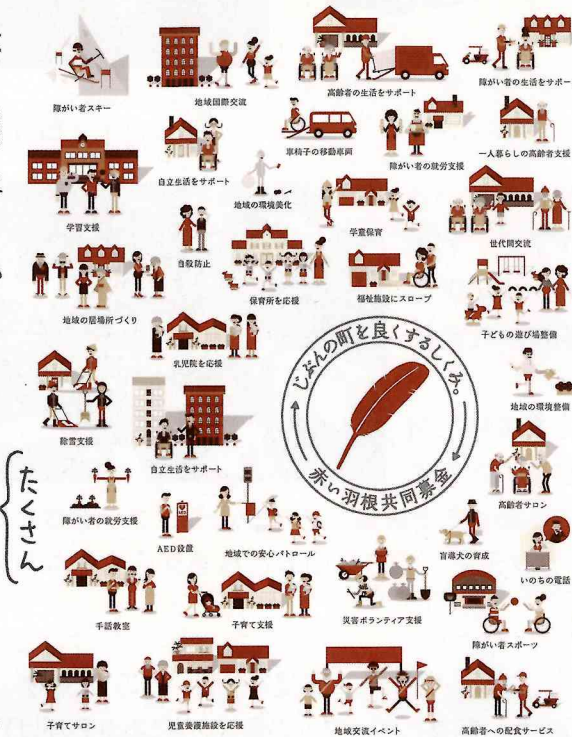 障がい者スキー
地域国際交流
高齢者の生活をサポート
障がい者の生活をサポー
車椅子の移動車両
障がい者の就労支援
一人暮らしの高齢者支援
自立生活をサポート
地域の環境美化
学習支援
学童保育
世代間交流
自殺防止
保育所を応援
福祉施設にスロープ
地域の居場所づくり
子どもの遊び場整備
乳児院を応援
じぶんの町を良くするしくみ。
赤い羽根共同募金
地域の環境整備
除雪支援
自立生活をサポート
高齢者サロン
たくさん
障がい者の就労支援
AED設置
地域での安心パトロール
盲導犬の育成
いのちの電話
手話教室
子育て支援
災害ボランティア支援
障がい者スポーツ
子育てサロン
児童養護施設を応援
地域交流イベント
高齢者への配食サービス